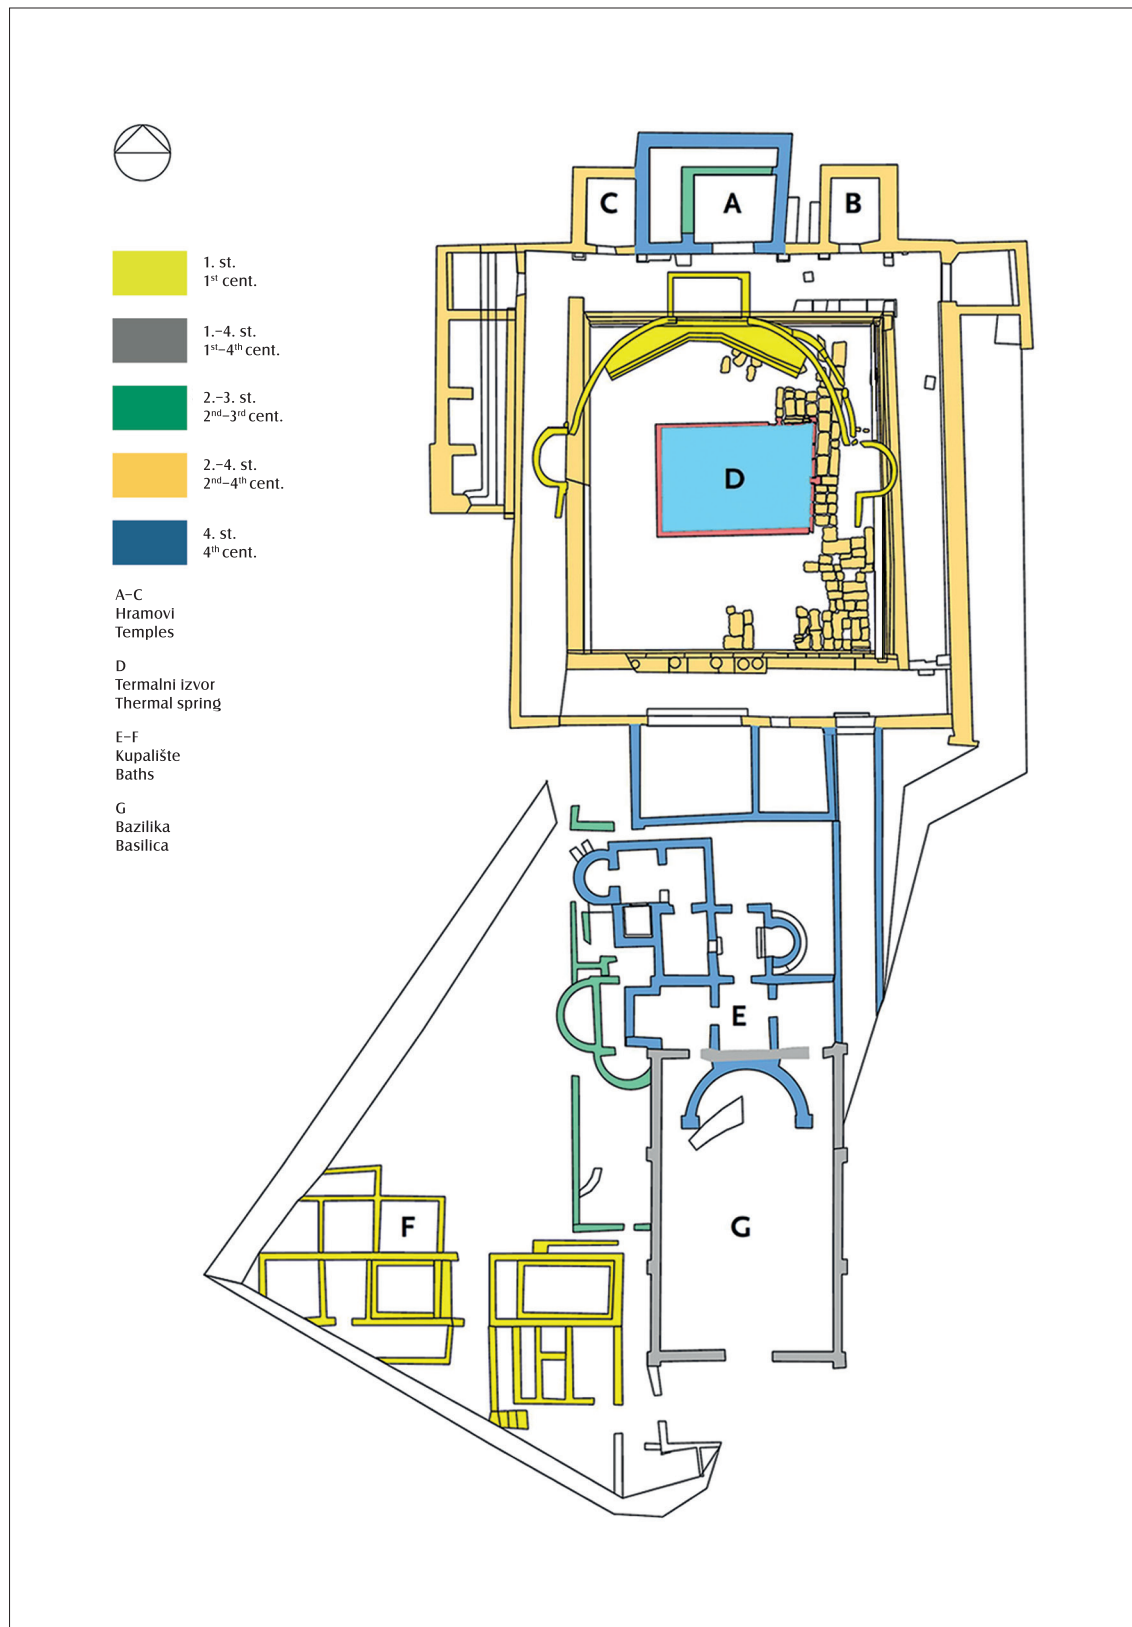 1. st.
1st cent.
1.–4. st.
1st–4th cent.
2.–3. st.
2nd–3rd cent.
2.–4. st.
2nd–4th cent.
4. st.
4th cent.
A–C
Hramovi
Temples
D
Termalni izvor
Thermal spring
E–F
Kupalište
Baths
G
Bazilika
Basilica
C
A
B
D
E
F
G